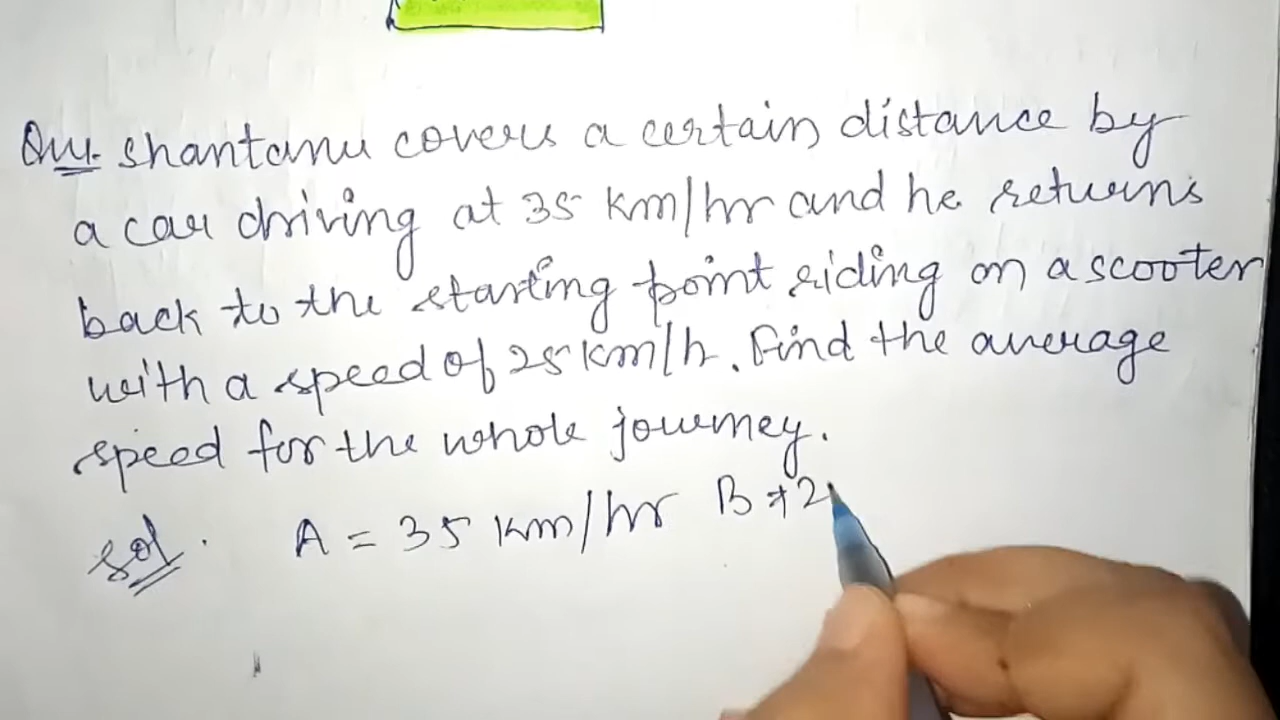 Qus. Shantanu covers a certain distance by
a car driving at 35 km/hr and he returns
back to the starting point riding on a scooter
with a speed of 25 km/h. Find the average
speed for the whole journey.
Sol. A = 35 km/hr B = 2